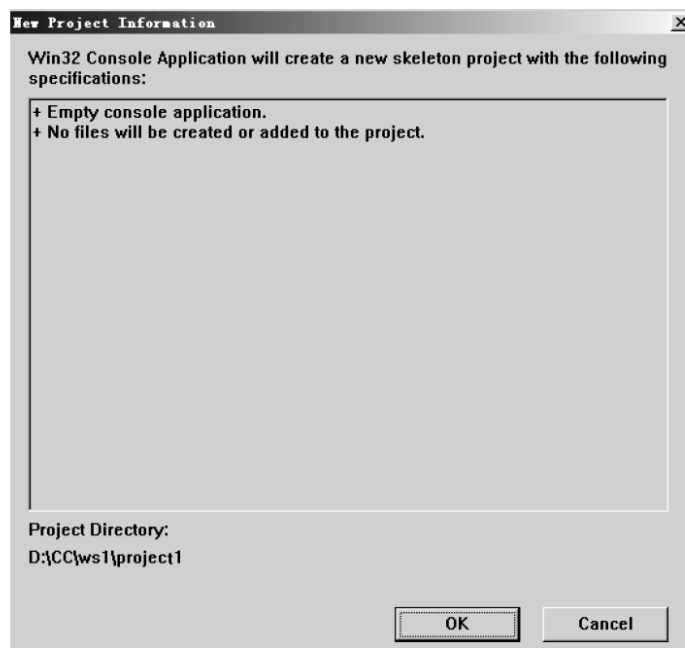 New Project Information
Win32 Console Application will create a new skeleton project with the following
specifications:
+ Empty console application.
+ No files will be created or added to the project.
Project Directory:
D:\CC\ws1\project1
OK
Cancel